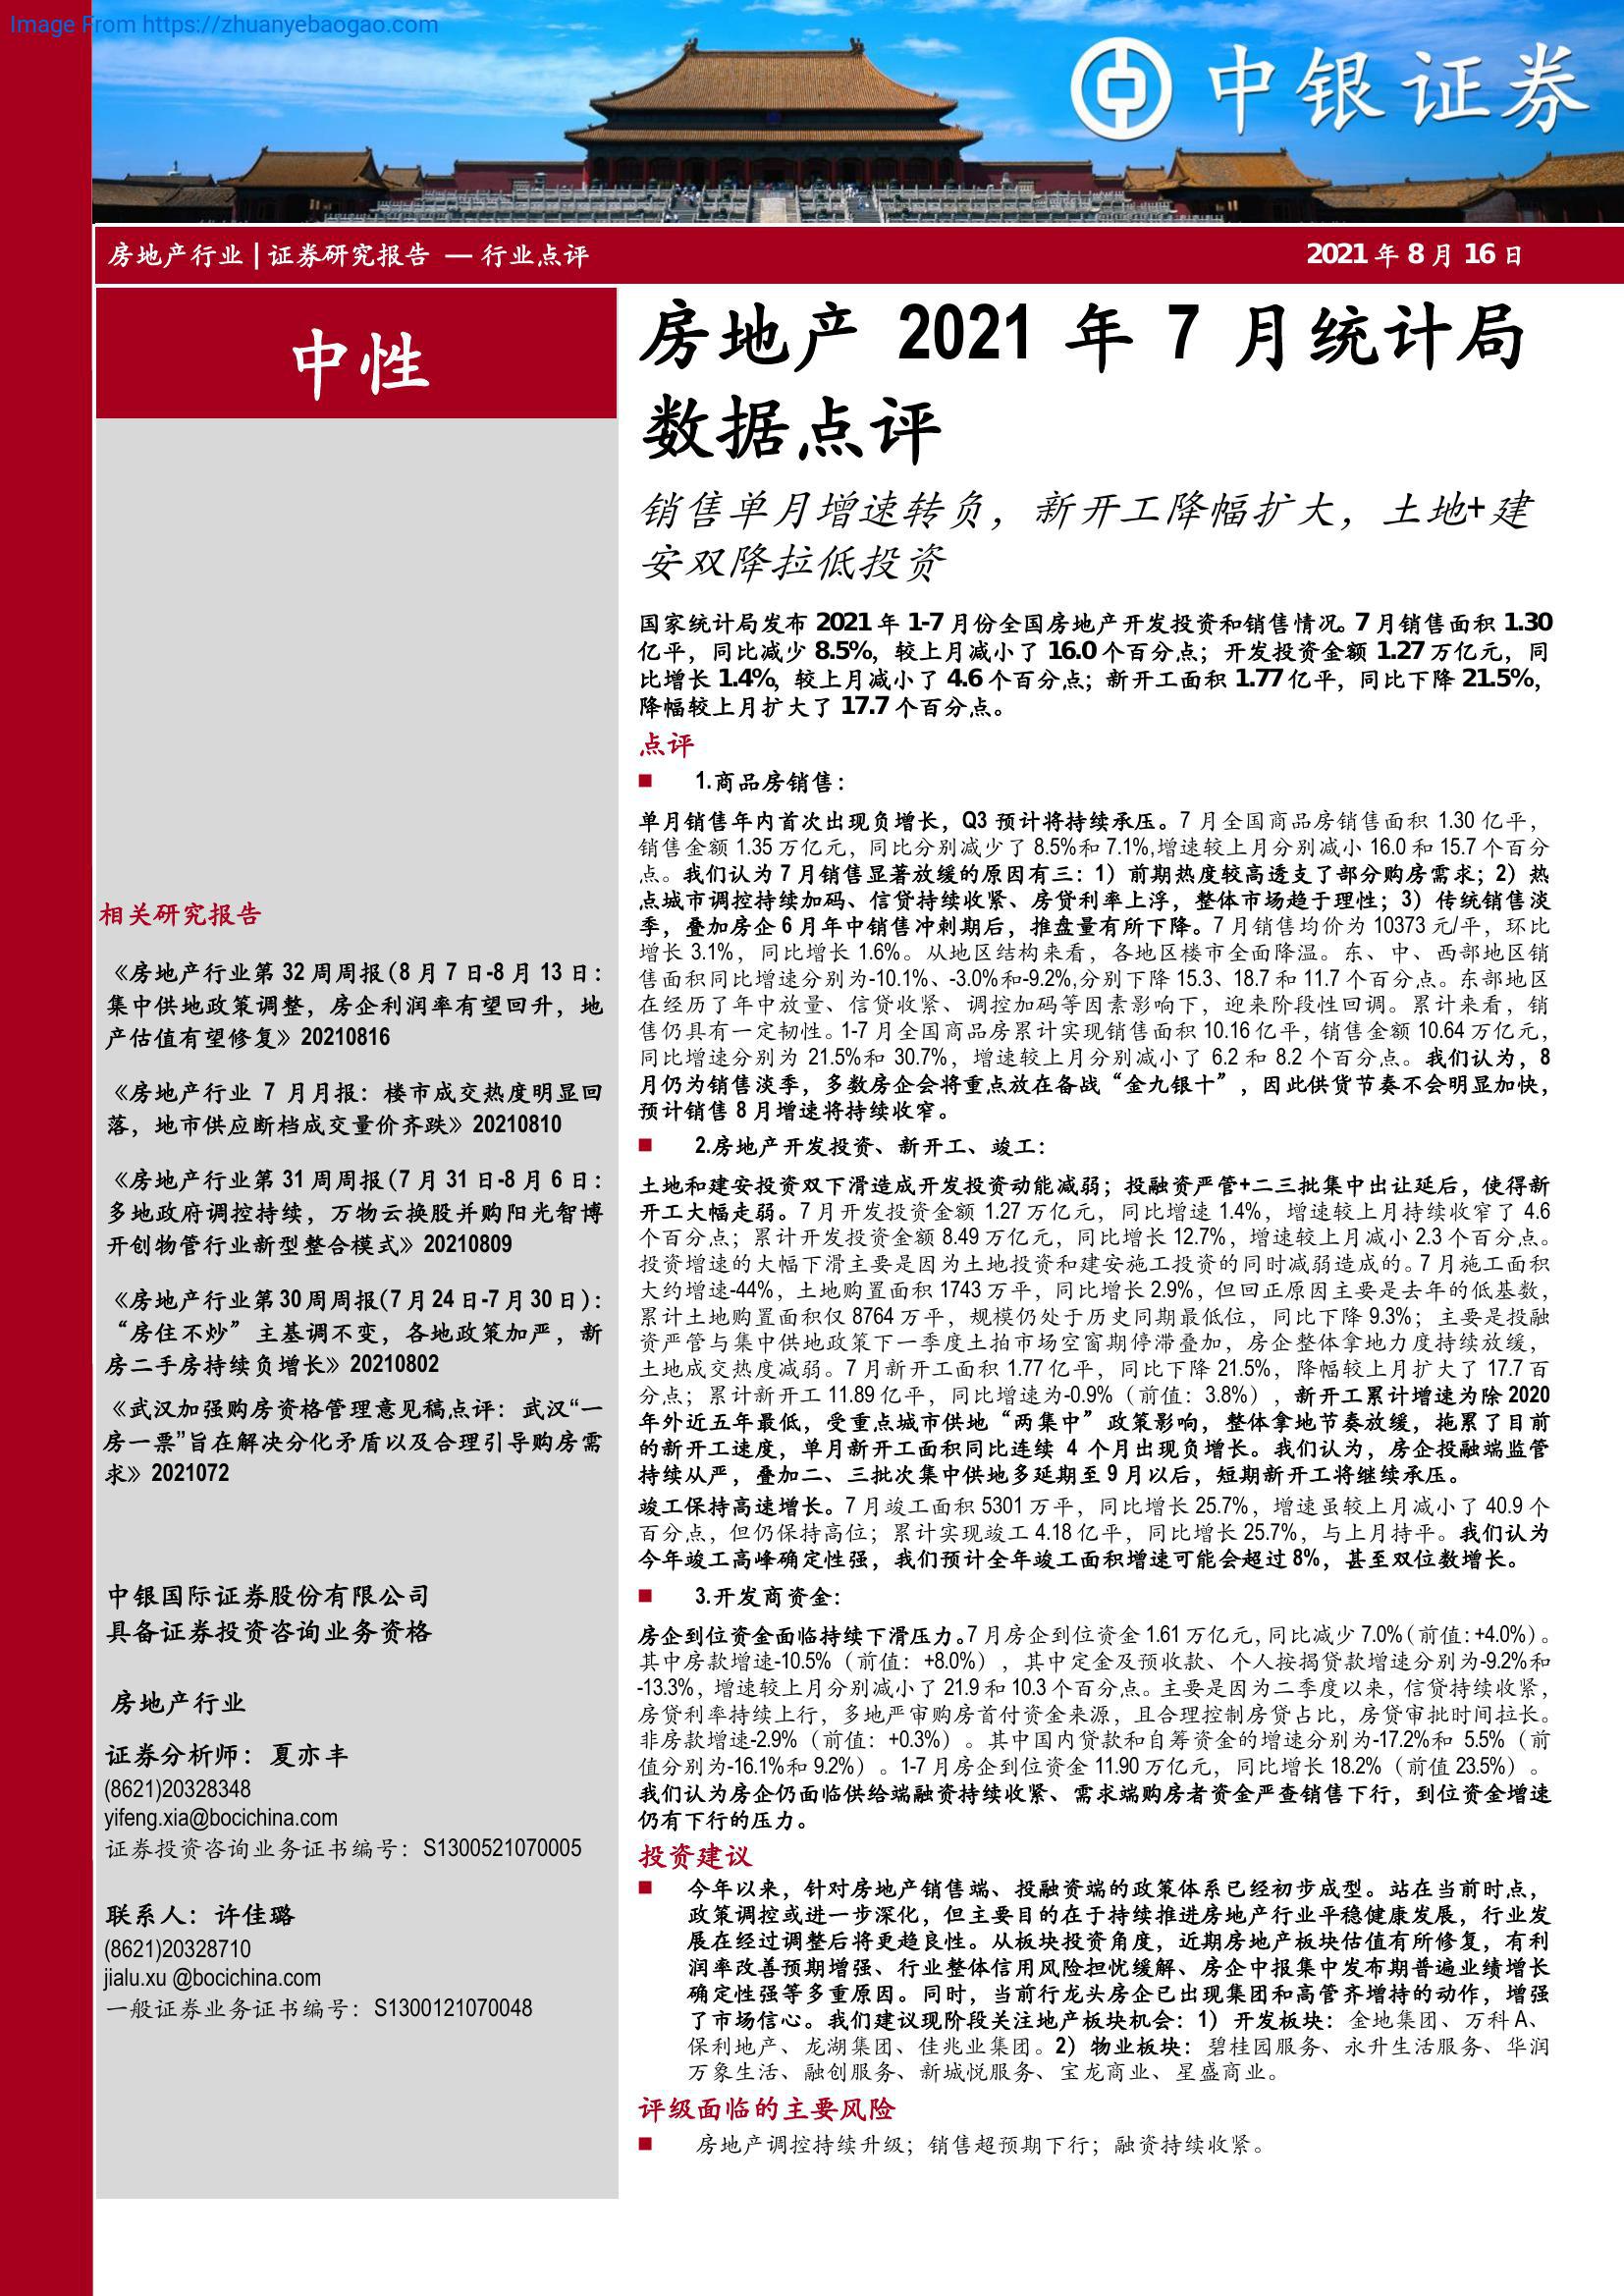 Image From https://zhuanyebaogao.com
中银证券
房地产行业 | 证券研究报告 — 行业点评
2021 年 8 月 16 日
中性
相关研究报告
《房地产行业第 32 周周报（8 月 7 日-8 月 13 日：
集中供地政策调整，房企利润率有望回升，地
产估值有望修复》20210816
《房地产行业 7 月月报：楼市成交热度明显回
落，地市供应断档成交量价齐跌》20210810
《房地产行业第 31 周周报（7 月 31 日-8 月 6 日：
多地政府调控持续，万物云换股并购阳光智博
开创物管行业新型整合模式》20210809
《房地产行业第 30 周周报（7 月 24 日-7 月 30 日）：
“房住不炒”主基调不变，各地政策加严，新
房二手房持续负增长》20210802
《武汉加强购房资格管理意见稿点评：武汉“一
房一票”旨在解决分化矛盾以及合理引导购房需
求》2021072
中银国际证券股份有限公司
具备证券投资咨询业务资格
房地产行业
证券分析师：夏亦丰
(8621)20328348
yifeng.xia@bocichina.com
证券投资咨询业务证书编号：S1300521070005
联系人：许佳璐
(8621)20328710
jialu.xu @bocichina.com
一般证券业务证书编号：S1300121070048
房地产 2021 年 7 月统计局
数据点评
销售单月增速转负，新开工降幅扩大，土地+建
安双降拉低投资
国家统计局发布 2021 年 1-7 月份全国房地产开发投资和销售情况。7 月销售面积 1.30
亿平，同比减少 8.5%，较上月减小了 16.0 个百分点；开发投资金额 1.27 万亿元，同
比增长 1.4%，较上月减小了 4.6 个百分点；新开工面积 1.77 亿平，同比下降 21.5%，
降幅较上月扩大了 17.7 个百分点。
点评
■ 1.商品房销售：
单月销售年内首次出现负增长，Q3 预计将持续承压。7 月全国商品房销售面积 1.30 亿平，
销售金额 1.35 万亿元，同比分别减少了 8.5%和 7.1%,增速较上月分别减小 16.0 和 15.7 个百分
点。我们认为 7 月销售显著放缓的原因有三：1）前期热度较高透支了部分购房需求；2）热
点城市调控持续加码、信贷持续收紧、房贷利率上浮，整体市场趋于理性；3）传统销售淡
季，叠加房企 6 月年中销售冲刺期后，推盘量有所下降。7 月销售均价为 10373 元/平，环比
增长 3.1%，同比增长 1.6%。从地区结构来看，各地区楼市全面降温。东、中、西部地区销
售面积同比增速分别为-10.1%、-3.0%和-9.2%,分别下降 15.3、18.7 和 11.7 个百分点。东部地区
在经历了年中放量、信贷收紧、调控加码等因素影响下，迎来阶段性回调。累计来看，销
售仍具有一定韧性。1-7 月全国商品房累计实现销售面积 10.16 亿平，销售金额 10.64 万亿元，
同比增速分别为 21.5%和 30.7%，增速较上月分别减小了 6.2 和 8.2 个百分点。我们认为，8
月仍为销售淡季，多数房企会将重点放在备战“金九银十”，因此供货节奏不会明显加快，
预计销售 8 月增速将持续收窄。
■ 2.房地产开发投资、新开工、竣工：
土地和建安投资双下滑造成开发投资动能减弱；投融资严管+二三批集中出让延后，使得新
开工大幅走弱。7 月开发投资金额 1.27 万亿元，同比增速 1.4%，增速较上月持续收窄了 4.6
个百分点；累计开发投资金额 8.49 万亿元，同比增长 12.7%，增速较上月减小 2.3 个百分点。
投资增速的大幅下滑主要是因为土地投资和建安施工投资的同时减弱造成的。7 月施工面积
大约增速-44%，土地购置面积 1743 万平，同比增长 2.9%，但回正原因主要是去年的低基数，
累计土地购置面积仅 8764 万平，规模仍处于历史同期最低位，同比下降 9.3%；主要是投融
资严管与集中供地政策下一季度土拍市场空窗期停滞叠加，房企整体拿地力度持续放缓，
土地成交热度减弱。7 月新开工面积 1.77 亿平，同比下降 21.5%，降幅较上月扩大了 17.7 百
分点；累计新开工 11.89 亿平，同比增速为-0.9%（前值：3.8%），新开工累计增速为除 2020
年外近五年最低，受重点城市供地“两集中”政策影响，整体拿地节奏放缓，拖累了目前
的新开工速度，单月新开工面积同比连续 4 个月出现负增长。我们认为，房企投融端监管
持续从严，叠加二、三批次集中供地多延期至 9 月以后，短期新开工将继续承压。
竣工保持高速增长。7 月竣工面积 5301 万平，同比增长 25.7%，增速虽较上月减小了 40.9 个
百分点，但仍保持高位；累计实现竣工 4.18 亿平，同比增长 25.7%，与上月持平。我们认为
今年竣工高峰确定性强，我们预计全年竣工面积增速可能会超过 8%，甚至双位数增长。
■ 3.开发商资金：
房企到位资金面临持续下滑压力。7 月房企到位资金 1.61 万亿元，同比减少 7.0%（前值：+4.0%）。
其中房款增速-10.5%（前值：+8.0%），其中定金及预收款、个人按揭贷款增速分别为-9.2%和
-13.3%，增速较上月分别减小了 21.9 和 10.3 个百分点。主要是因为二季度以来，信贷持续收紧，
房贷利率持续上行，多地严审购房首付资金来源，且合理控制房贷占比，房贷审批时间拉长。
非房款增速-2.9%（前值：+0.3%）。其中国内贷款和自筹资金的增速分别为-17.2%和 5.5%（前
值分别为-16.1%和 9.2%）。1-7 月房企到位资金 11.90 万亿元，同比增长 18.2%（前值 23.5%）。
我们认为房企仍面临供给端融资持续收紧、需求端购房者资金严查销售下行，到位资金增速
仍有下行的压力。
投资建议
■ 今年以来，针对房地产销售端、投融资端的政策体系已经初步成型。站在当前时点，
政策调控或进一步深化，但主要目的在于持续推进房地产行业平稳健康发展，行业发
展在经过调整后将更趋良性。从板块投资角度，近期房地产板块估值有所修复，有利
润率改善预期增强、行业整体信用风险担忧缓解、房企中报集中发布期普遍业绩增长
确定性强等多重原因。同时，当前行龙头房企已出现集团和高管齐增持的动作，增强
了市场信心。我们建议现阶段关注地产板块机会：1）开发板块：金地集团、万科 A、
保利地产、龙湖集团、佳兆业集团。2）物业板块：碧桂园服务、永升生活服务、华润
万象生活、融创服务、新城悦服务、宝龙商业、星盛商业。
评级面临的主要风险
■ 房地产调控持续升级；销售超预期下行；融资持续收紧。